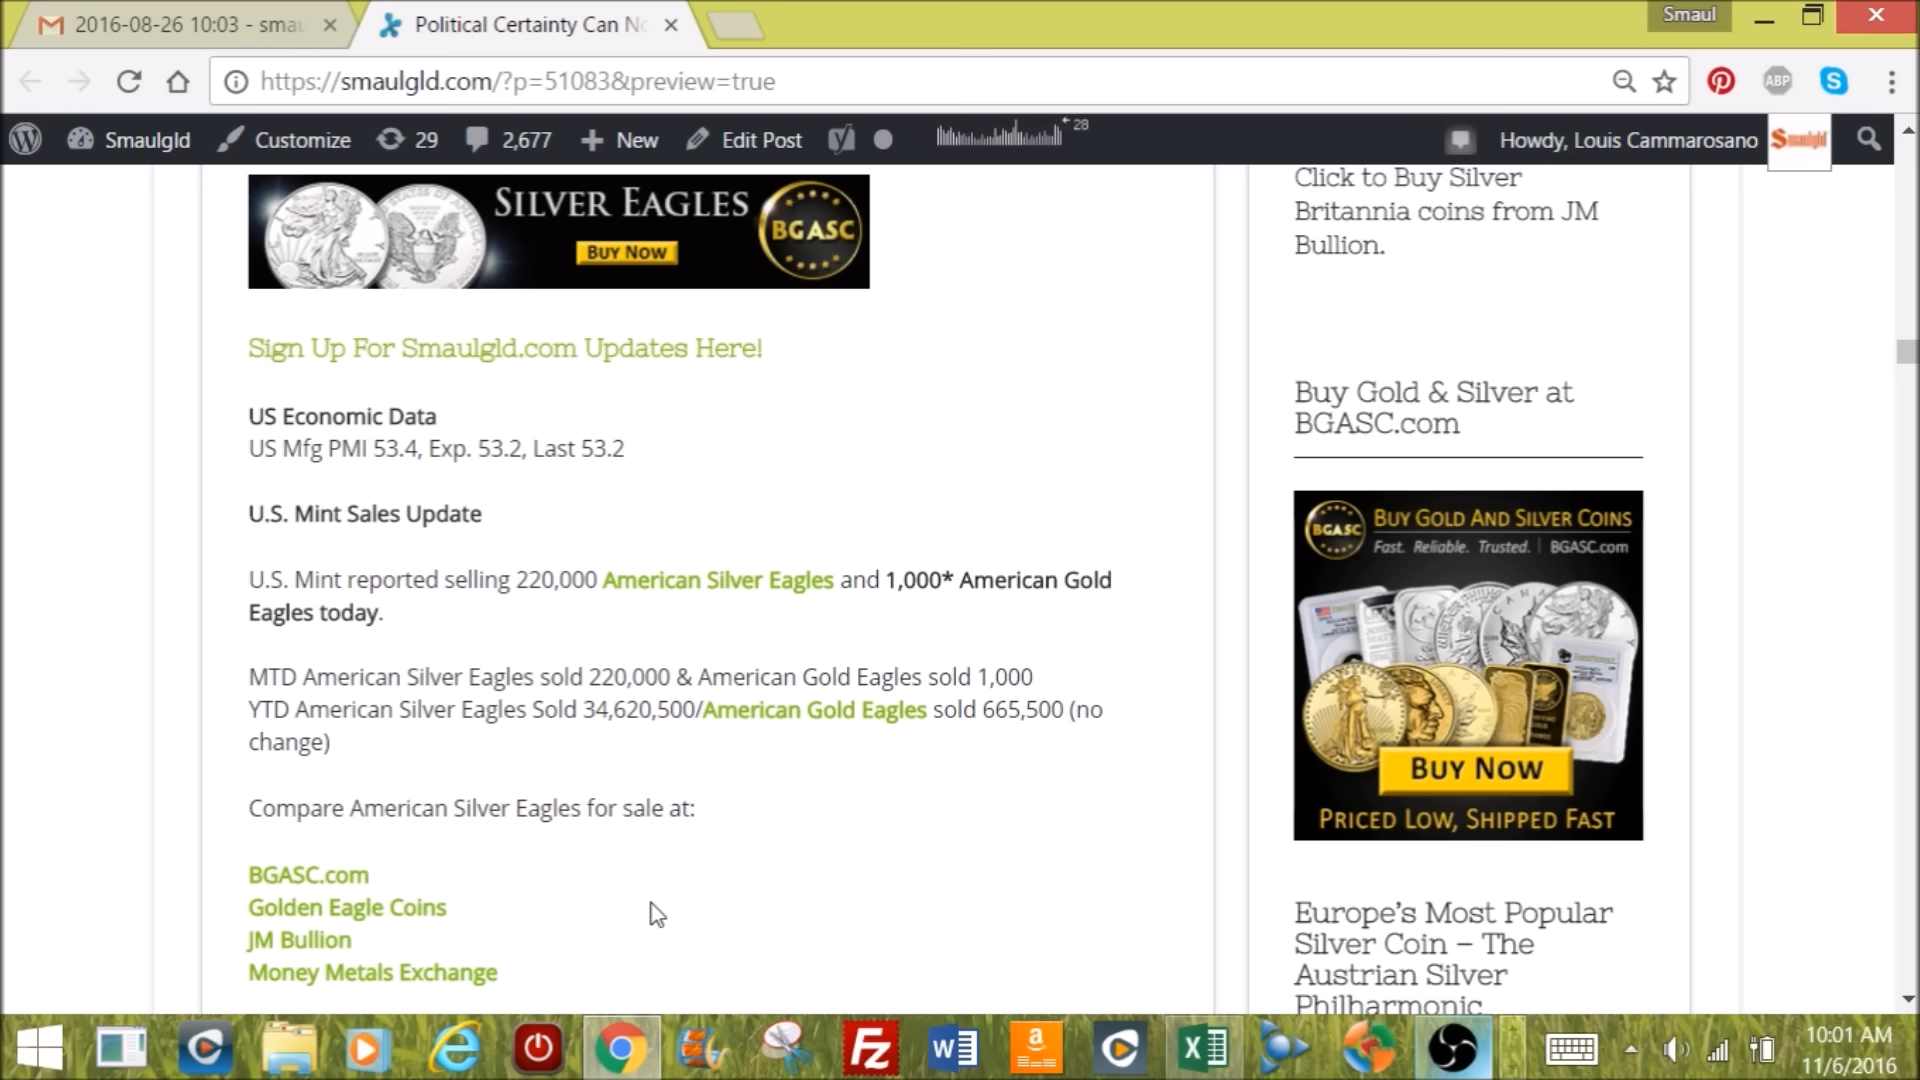 2016-08-26 10:03 - smau
Political Certainty Can No
Smaul
https://smaulgld.com/?p=51083&preview=true
ABP
Smaulgld
Customize
29
2,677
New
Edit Post
28
Howdy, Louis Cammarosano
Smaulgld
SILVER EAGLES
BUY NOW
BGASC
Sign Up For Smaulgld.com Updates Here!
US Economic Data
US Mfg PMI 53.4, Exp. 53.2, Last 53.2
U.S. Mint Sales Update
U.S. Mint reported selling 220,000 American Silver Eagles and 1,000* American Gold
Eagles today.
MTD American Silver Eagles sold 220,000 & American Gold Eagles sold 1,000
YTD American Silver Eagles Sold 34,620,500/American Gold Eagles sold 665,500 (no
change)
Compare American Silver Eagles for sale at:
BGASC.com
Golden Eagle Coins
JM Bullion
Money Metals Exchange
Click to Buy Silver
Britannia coins from JM
Bullion.
Buy Gold & Silver at
BGASC.com
BGASC
BUY GOLD AND SILVER COINS
Fast. Reliable. Trusted. | BGASC.com
BUY NOW
PRICED LOW, SHIPPED FAST
Europe's Most Popular
Silver Coin – The
Austrian Silver
Philharmonic
10:01 AM
11/6/2016